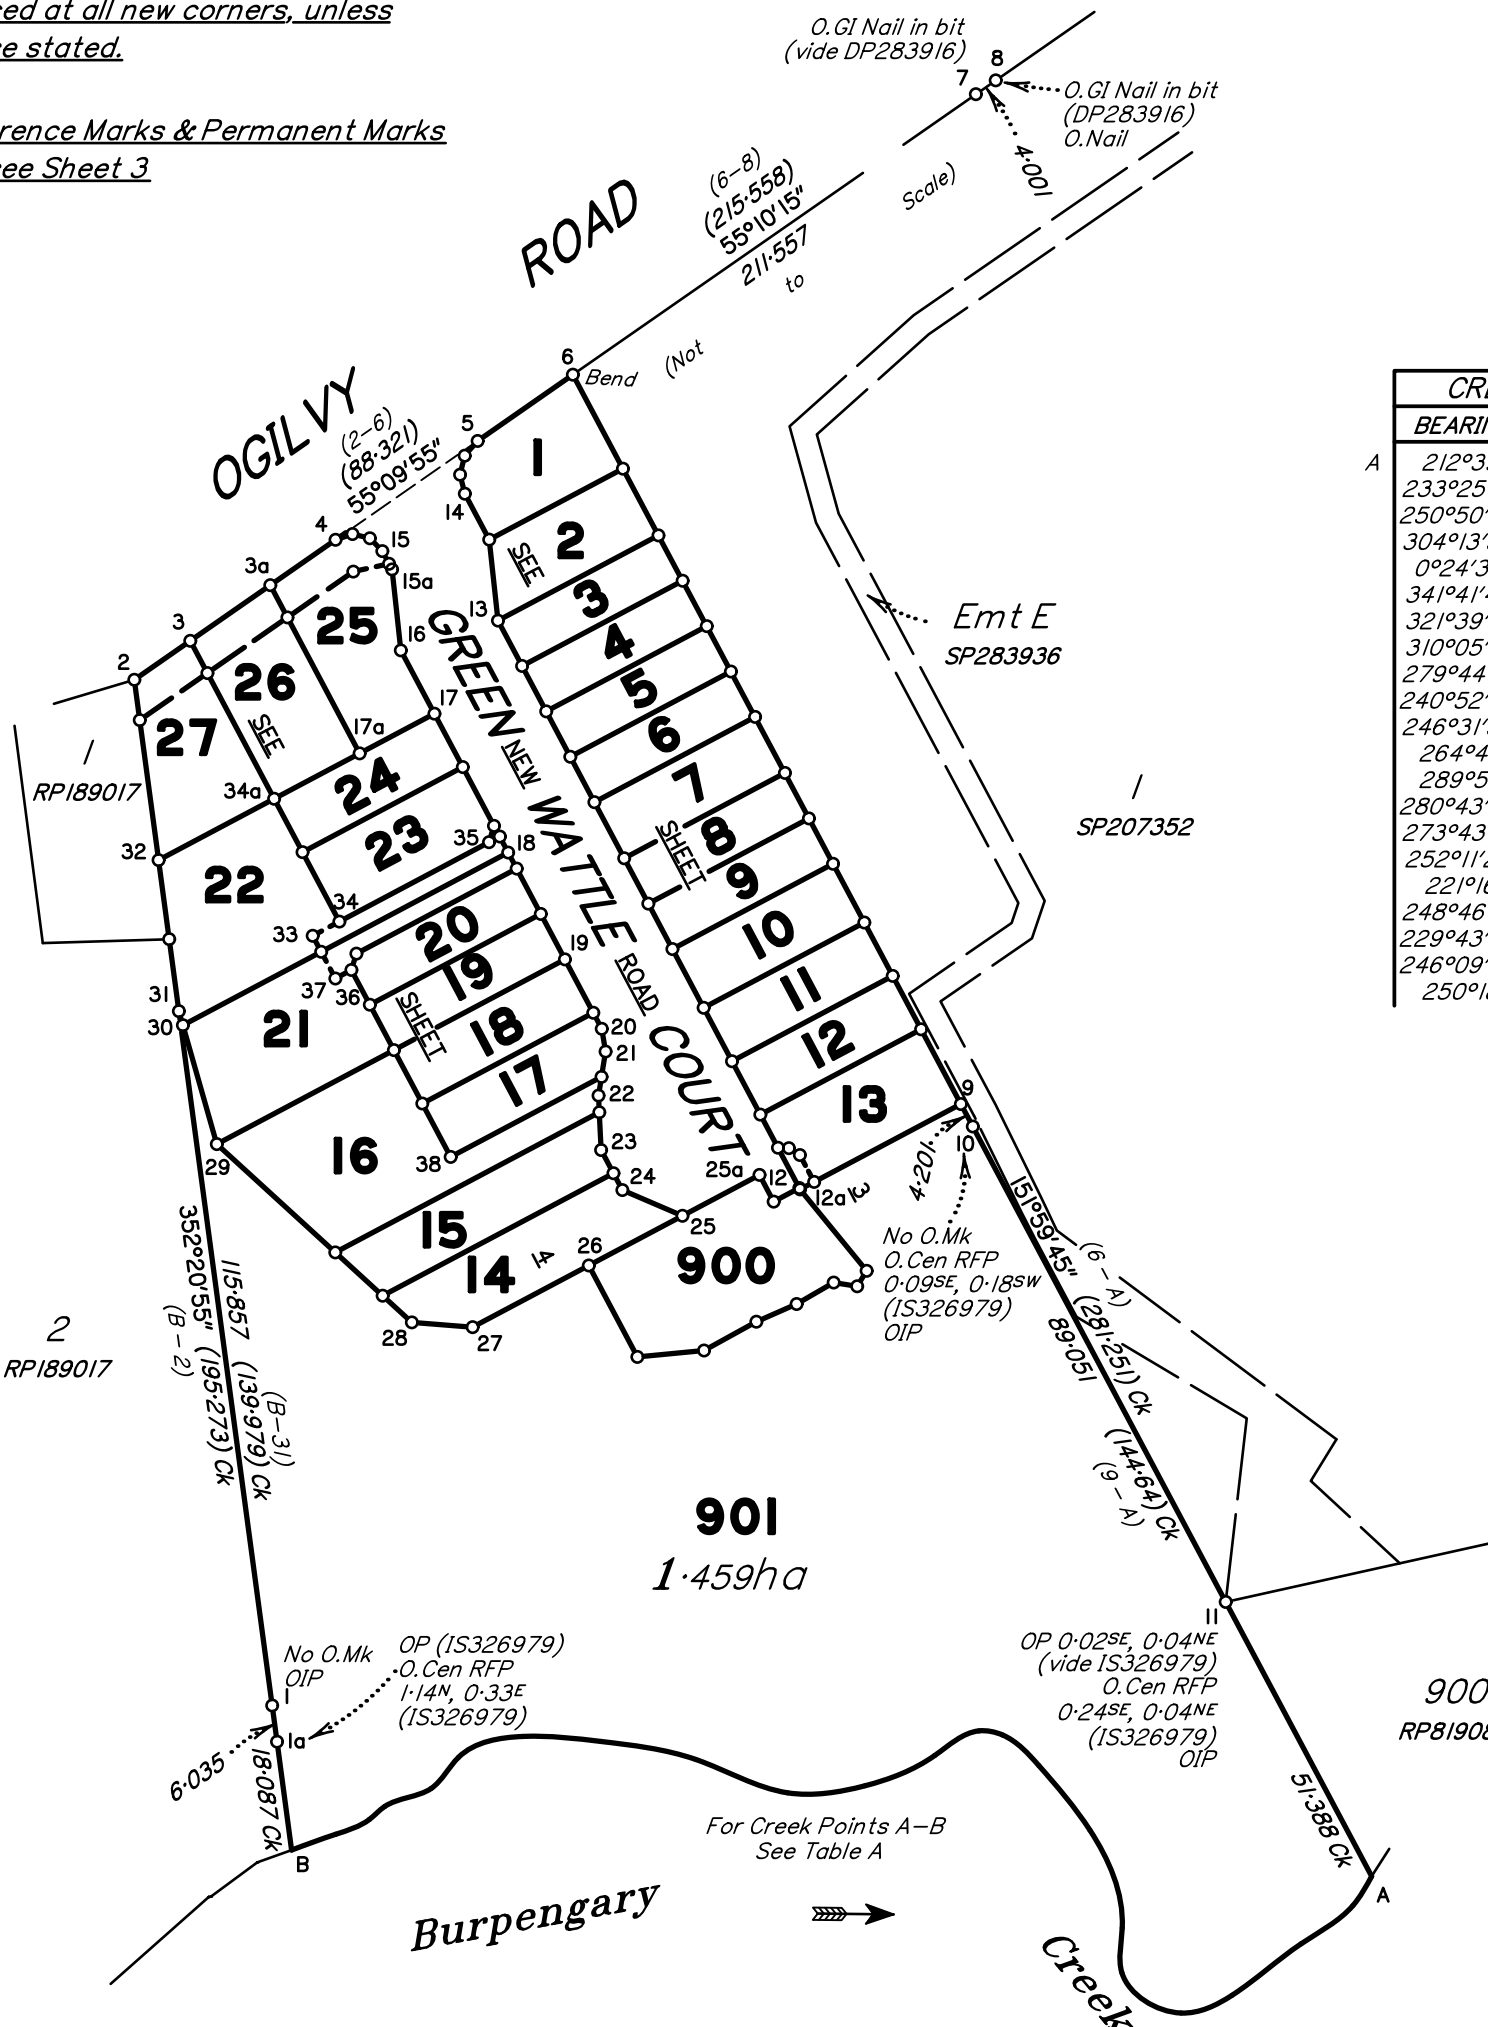 ced at all new corners, unless
e stated.
rence Marks & Permanent Marks
see Sheet 3
O.GI Nail in bit
(vide DP283916)
7
8
O.GI Nail in bit
(DP283916)
O.Nail
4·001
ROAD
(6-8)
(215·558)
55°10'15"
211·557
(Not
to
Scale)
6
Bend
OGILVY
(2-6)
(88·321)
55°09'55"
5
1
14
4
15
15a
3a
3
2
13
16
17
17a
25
26
SEE
27
2
SEE
3
4
5
6
7
8
9
10
11
12
13
SHEET
GREEN
WATTLE
COURT
NEW
ROAD
Emt E
SP283936
1
SP207352
1
RP189017
34a
24
23
35
18
32
22
34
33
37
36
20
19
18
17
19
20
21
22
23
24
25
25a
12
12a
13
SHEET
31
30
21
16
29
38
15
14
14
26
27
28
900
9
10
4·201
No O.Mk
O.Cen RFP
0·09SE, 0·18SW
(IS326979)
OIP
151°59'45" (281·251) Ck
(6 - A)
89·051
(144·64) Ck
(9 - A)
352°20'55" (195·273) Ck
(B - 2)
115·857 (139·979) Ck
(B-31)
2
RP189017
901
1·459ha
No O.Mk
OIP
1
1a
OP (IS326979)
O.Cen RFP
1·14N, 0·33E
(IS326979)
6·035
18·087 Ck
B
11
OP 0·02SE, 0·04NE
(vide IS326979)
O.Cen RFP
0·24SE, 0·04NE
(IS326979)
OIP
51·388 Ck
A
900
RP81908
For Creek Points A-B
See Table A
Burpengary
Creek
CRE
BEARIN
A
212°3
233°25
250°50'
304°13'
0°24'3
341°41'
321°39'
310°05'
279°44
240°52'
246°31'
264°4
289°5
280°43'
273°43
252°11'2
221°16
248°46
229°43'
246°09'
250°18